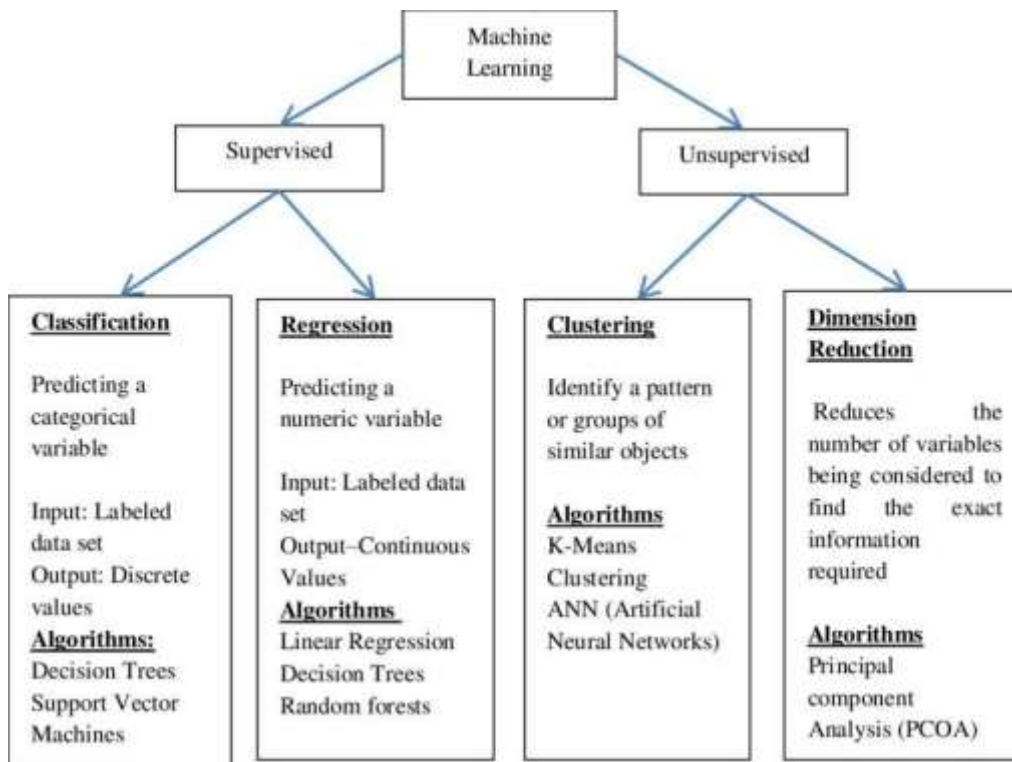 Machine
Learning
Supervised
Unsupervised
Classification
Predicting a
categorical
variable
Input: Labeled
data set
Output: Discrete
values
Algorithms:
Decision Trees
Support Vector
Machines
Regression
Predicting a
numeric variable
Input: Labeled data
set
Output–Continuous
Values
Algorithms
Linear Regression
Decision Trees
Random forests
Clustering
Identify a pattern
or groups of
similar objects
Algorithms
K-Means
Clustering
ANN (Artificial
Neural Networks)
Dimension
Reduction
Reduces the
number of variables
being considered to
find the exact
information
required
Algorithms
Principal
component
Analysis (PCOA)